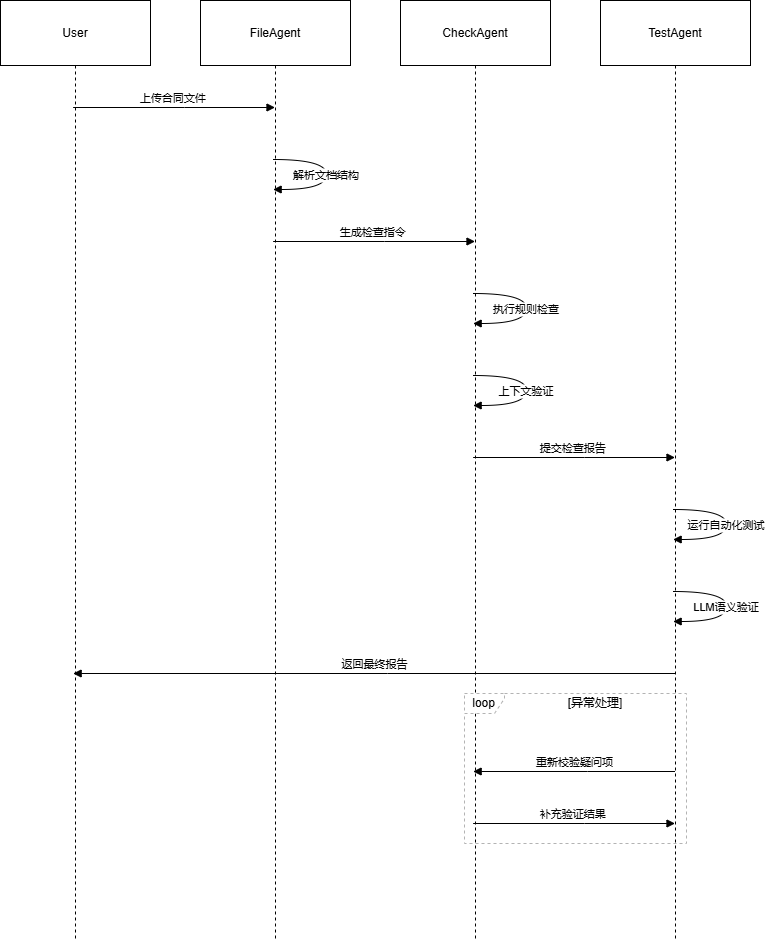 User
FileAgent
CheckAgent
TestAgent
上传合同文件
解析文档结构
生成检查指令
执行规则检查
上下文验证
提交检查报告
运行自动化测试
LLM语义验证
返回最终报告
loop
[异常处理]
重新校验疑问项
补充验证结果